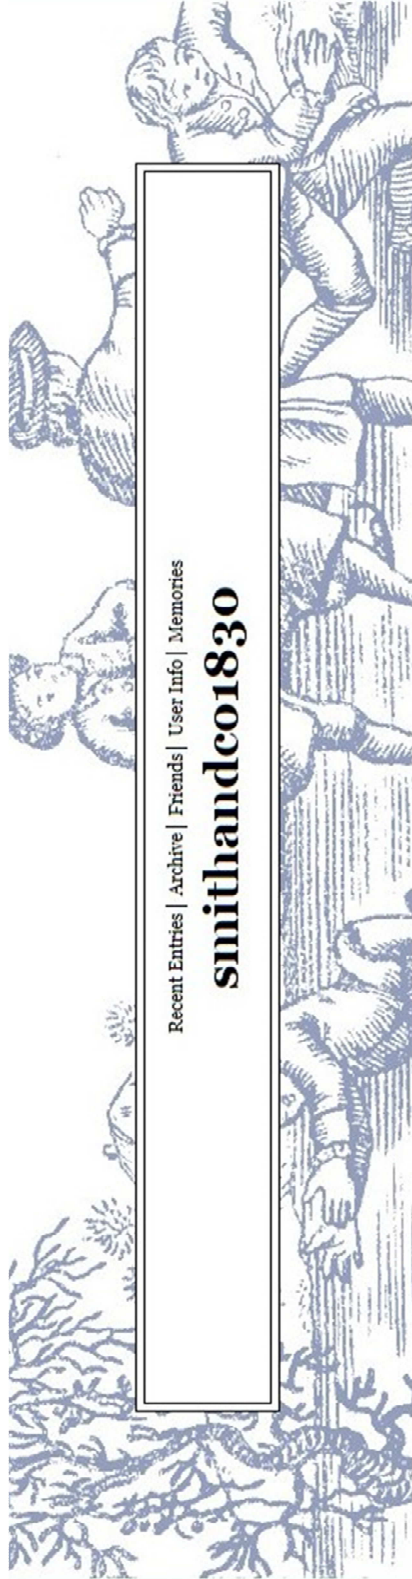 Recent Entries | Archive | Friends | User Info | Memories
smithandco1830